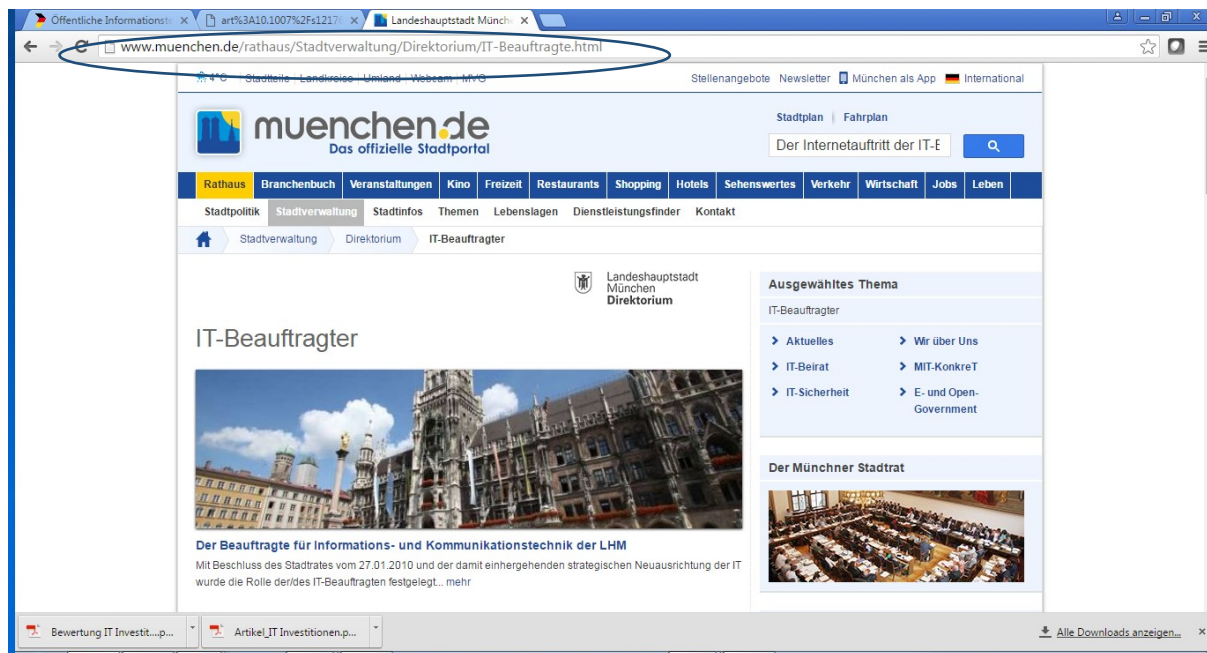 Öffentliche Informationste
art%3A10.1007%2Fs1217
Landeshauptstadt Münch
www.muenchen.de/rathaus/Stadtverwaltung/Direktorium/IT-Beauftragte.html
4°C Stadtteile Landkreise Umland Webcam MVG
Stellenangebote Newsletter München als App International
muenchen.de
Das offizielle Stadtportal
Stadtplan Fahrplan
Der Internetauftritt der IT-E
Rathaus Branchenbuch Veranstaltungen Kino Freizeit Restaurants Shopping Hotels Sehenswertes Verkehr Wirtschaft Jobs Leben
Stadtpolitik Stadtverwaltung Stadtinfos Themen Lebenslagen Dienstleistungsfinder Kontakt
Stadtverwaltung Direktorium IT-Beauftragter
Landeshauptstadt
München
Direktorium
IT-Beauftragter
Der Beauftragte für Informations- und Kommunikationstechnik der LHM
Mit Beschluss des Stadtrates vom 27.01.2010 und der damit einhergehenden strategischen Neuausrichtung der IT
wurde die Rolle der/des IT-Beauftragten festgelegt... mehr
Ausgewähltes Thema
IT-Beauftragter
Aktuelles
Wir über Uns
IT-Beirat
MIT-KonkreT
IT-Sicherheit
E- und Open-
Government
Der Münchner Stadtrat
Bewertung IT Investit....p...
Artikel_IT Investitionen.p...
Alle Downloads anzeigen...